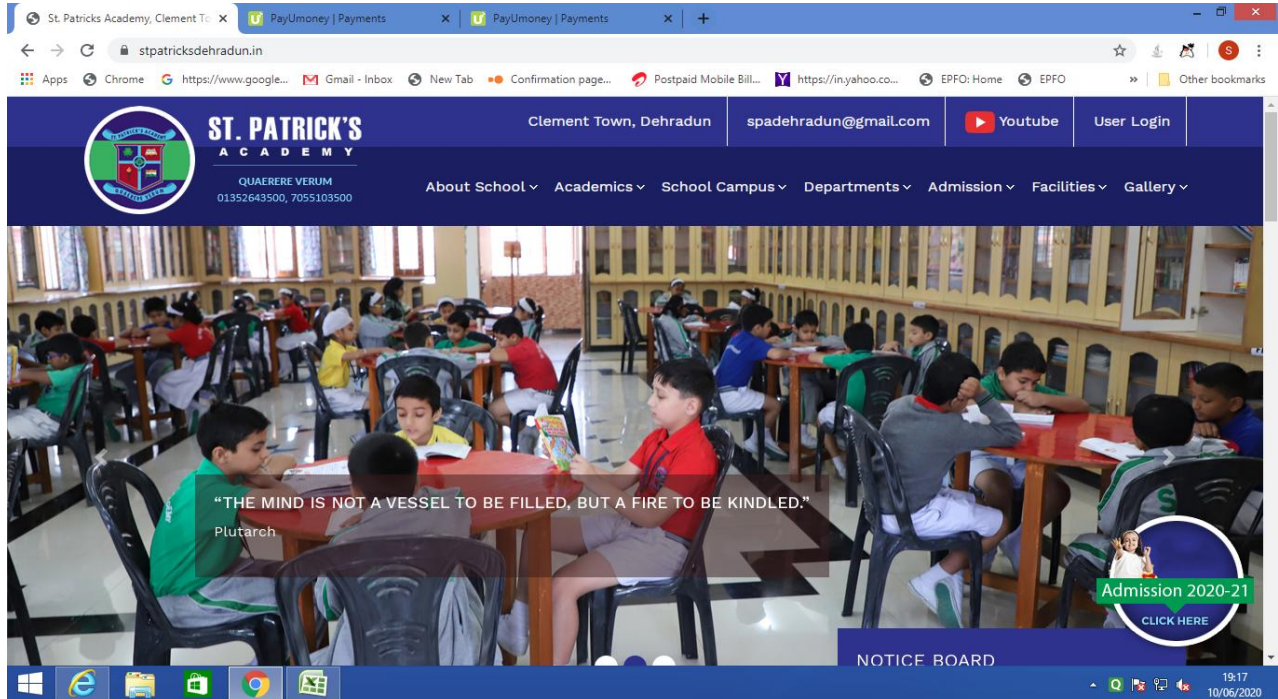 St. Patricks Academy, Clement To
PayUmoney | Payments
PayUmoney | Payments
stpatricksdehradun.in
S
Apps
Chrome
https://www.google...
Gmail - Inbox
New Tab
Confirmation page...
Postpaid Mobile Bill...
https://in.yahoo.co...
EPFO: Home
EPFO
»
Other bookmarks
ST. PATRICK'S
ACADEMY
QUAERERE VERUM
01352643500, 7055103500
Clement Town, Dehradun
spadehradun@gmail.com
Youtube
User Login
About School
Academics
School Campus
Departments
Admission
Facilities
Gallery
“THE MIND IS NOT A VESSEL TO BE FILLED, BUT A FIRE TO BE KINDLED.”
Plutarch
Admission 2020-21
CLICK HERE
NOTICE BOARD
19:17
10/06/2020